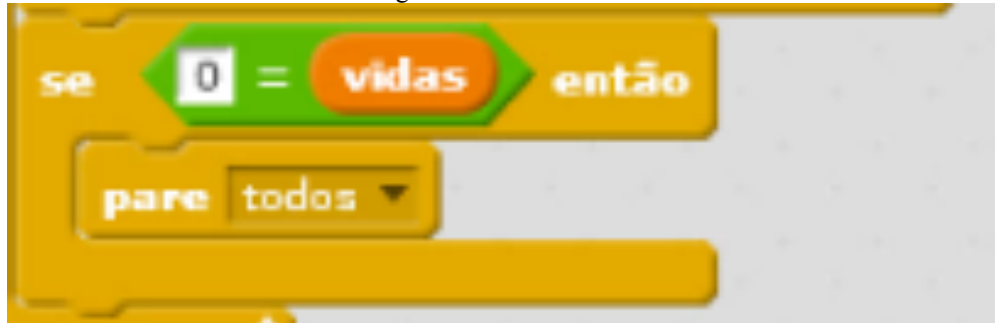 se 0 = vidas então
pare todos